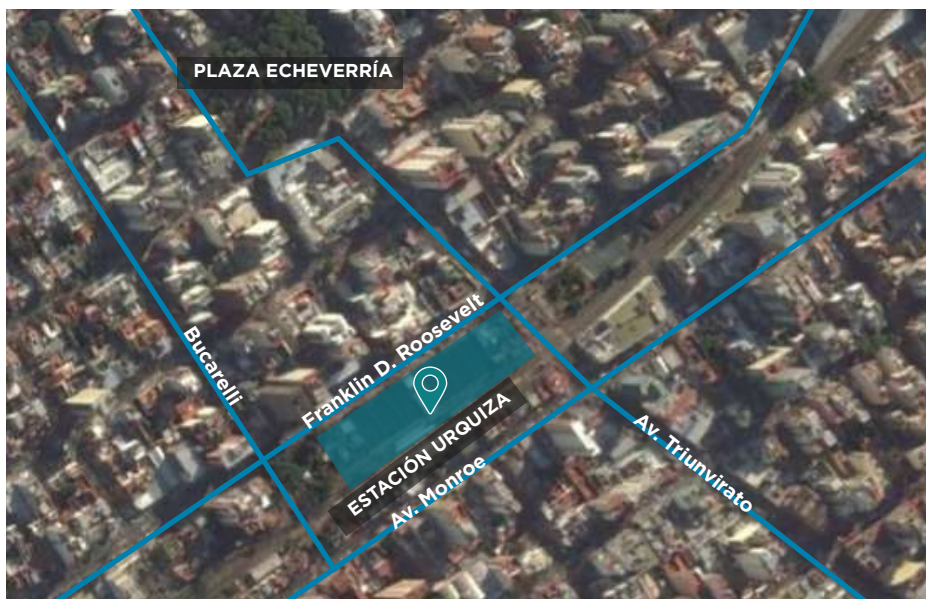 PLAZA ECHEVERRÍA
Franklin D. Roosevelt
Bucarelli
ESTACIÓN URQUIZA
Av. Monroe
Av. Triunvirato